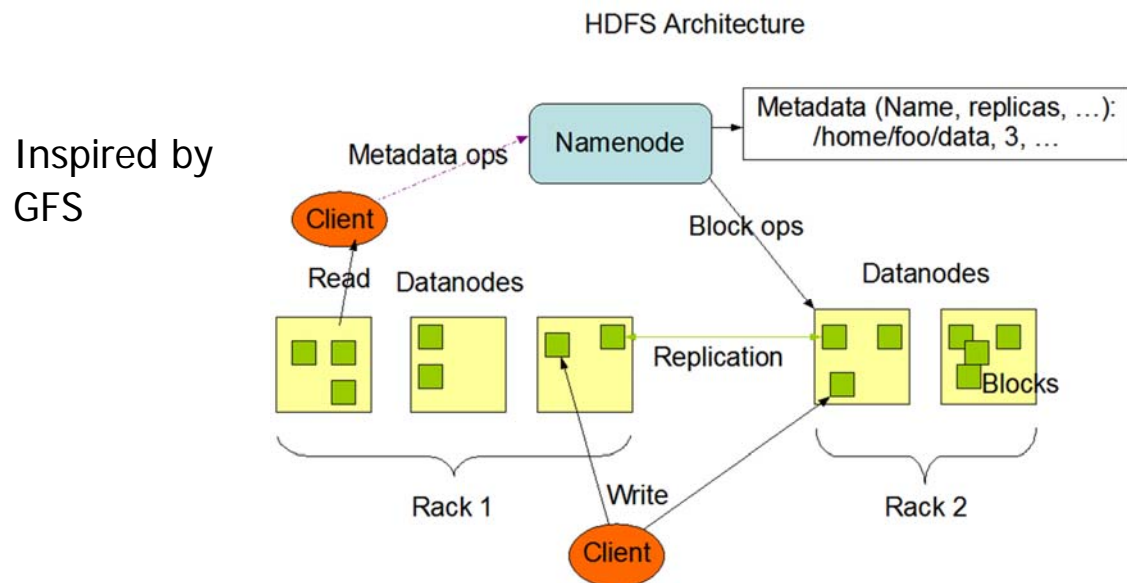 HDFS Architecture
Inspired by
GFS
Metadata ops
Namenode
Metadata (Name, replicas, …):
/home/foo/data, 3, …
Client
Block ops
Read
Datanodes
Datanodes
Replication
Blocks
Rack 1
Write
Rack 2
Client